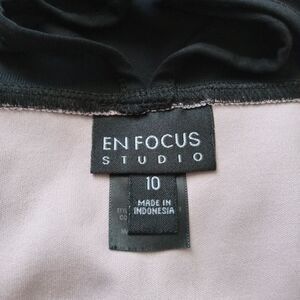 EN FOCUS
STUDIO
10
MADE IN
INDONESIA